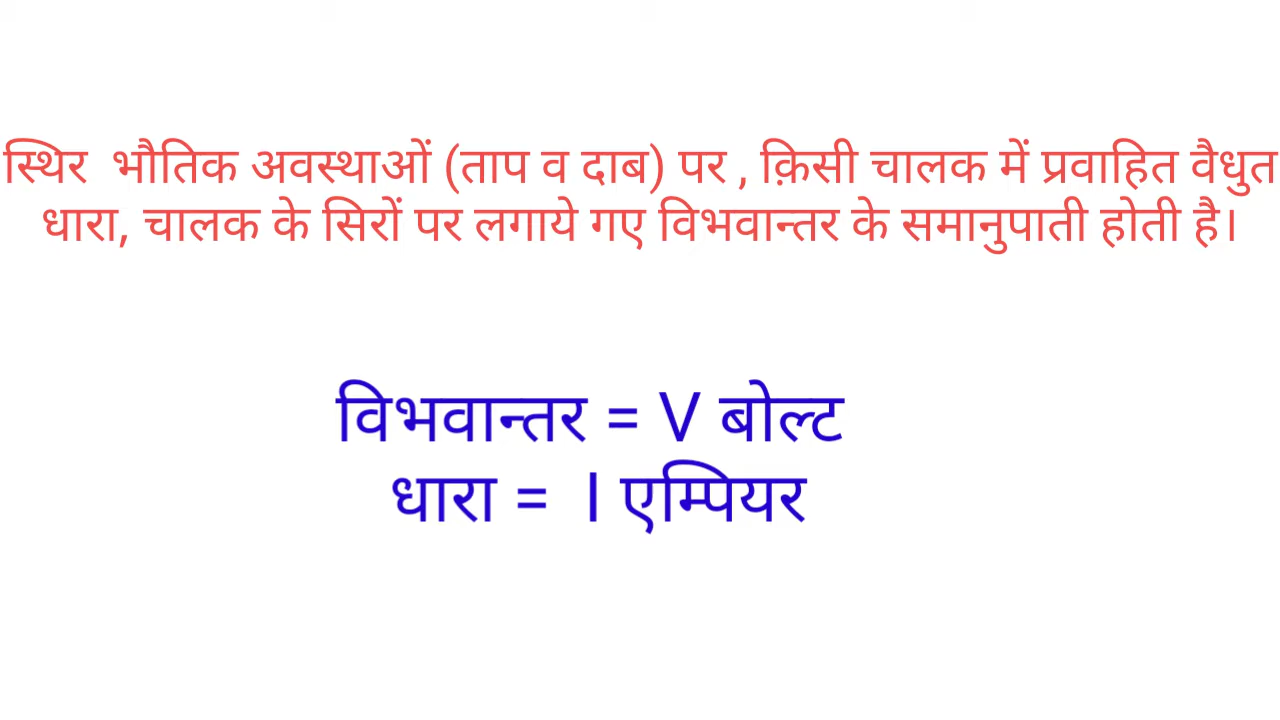 स्थिर भौतिक अवस्थाओं (ताप व दाब) पर , क़िसी चालक में प्रवाहित वैधुत
धारा, चालक के सिरों पर लगाये गए विभवान्तर के समानुपाती होती है।
विभवान्तर = V बोल्ट
धारा = I एम्पियर